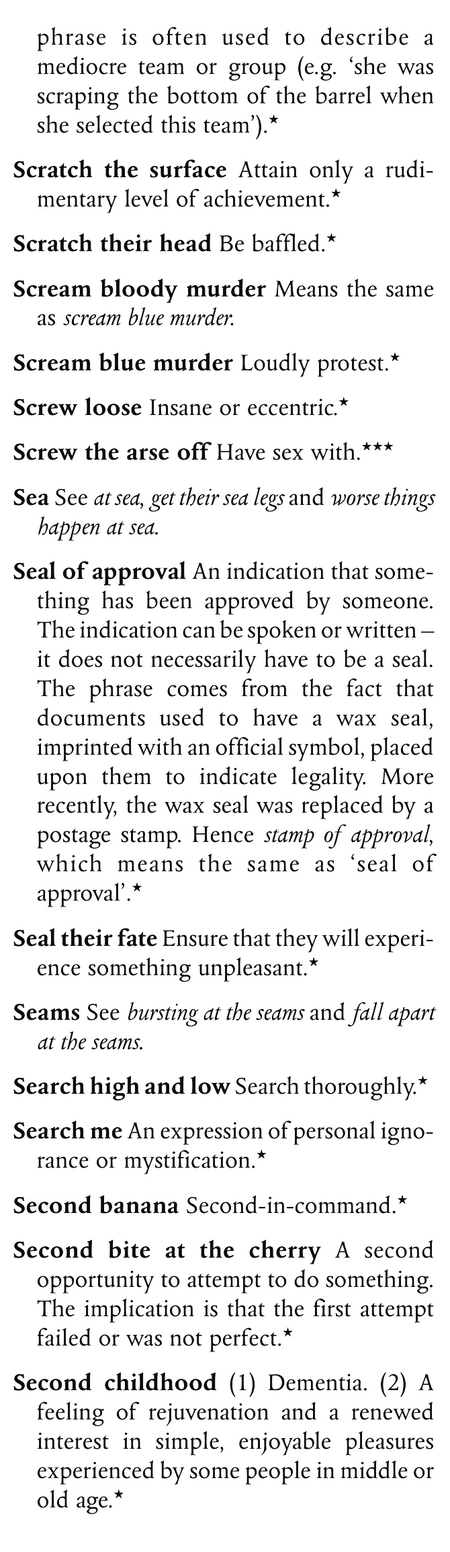 phrase is often used to describe a
mediocre team or group (e.g. ‘she was
scraping the bottom of the barrel when
she selected this team’).★
Scratch the surface Attain only a rudi-
mentary level of achievement.★
Scratch their head Be baffled.★
Scream bloody murder Means the same
as scream blue murder.
Scream blue murder Loudly protest.★
Screw loose Insane or eccentric.★
Screw the arse off Have sex with.★★★
Sea See at sea, get their sea legs and worse things
happen at sea.
Seal of approval An indication that some-
thing has been approved by someone.
The indication can be spoken or written –
it does not necessarily have to be a seal.
The phrase comes from the fact that
documents used to have a wax seal,
imprinted with an official symbol, placed
upon them to indicate legality. More
recently, the wax seal was replaced by a
postage stamp. Hence stamp of approval,
which means the same as ‘seal of
approval’.★
Seal their fate Ensure that they will experi-
ence something unpleasant.★
Seams See bursting at the seams and fall apart
at the seams.
Search high and low Search thoroughly.★
Search me An expression of personal igno-
rance or mystification.★
Second banana Second-in-command.★
Second bite at the cherry A second
opportunity to attempt to do something.
The implication is that the first attempt
failed or was not perfect.★
Second childhood (1) Dementia. (2) A
feeling of rejuvenation and a renewed
interest in simple, enjoyable pleasures
experienced by some people in middle or
old age.★